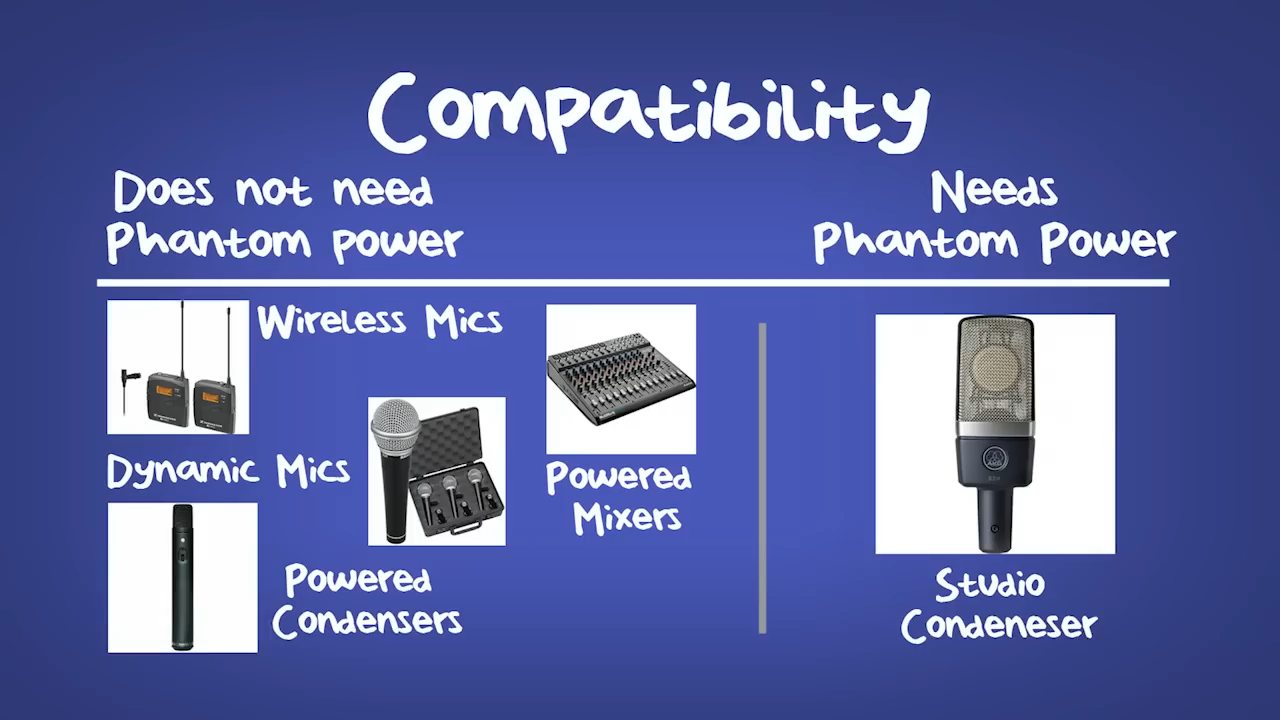 Compatibility
Does not need
Phantom power
Needs
Phantom Power
Wireless Mics
Dynamic Mics
Powered
Mixers
Powered
Condensers
Studio
Condeneser